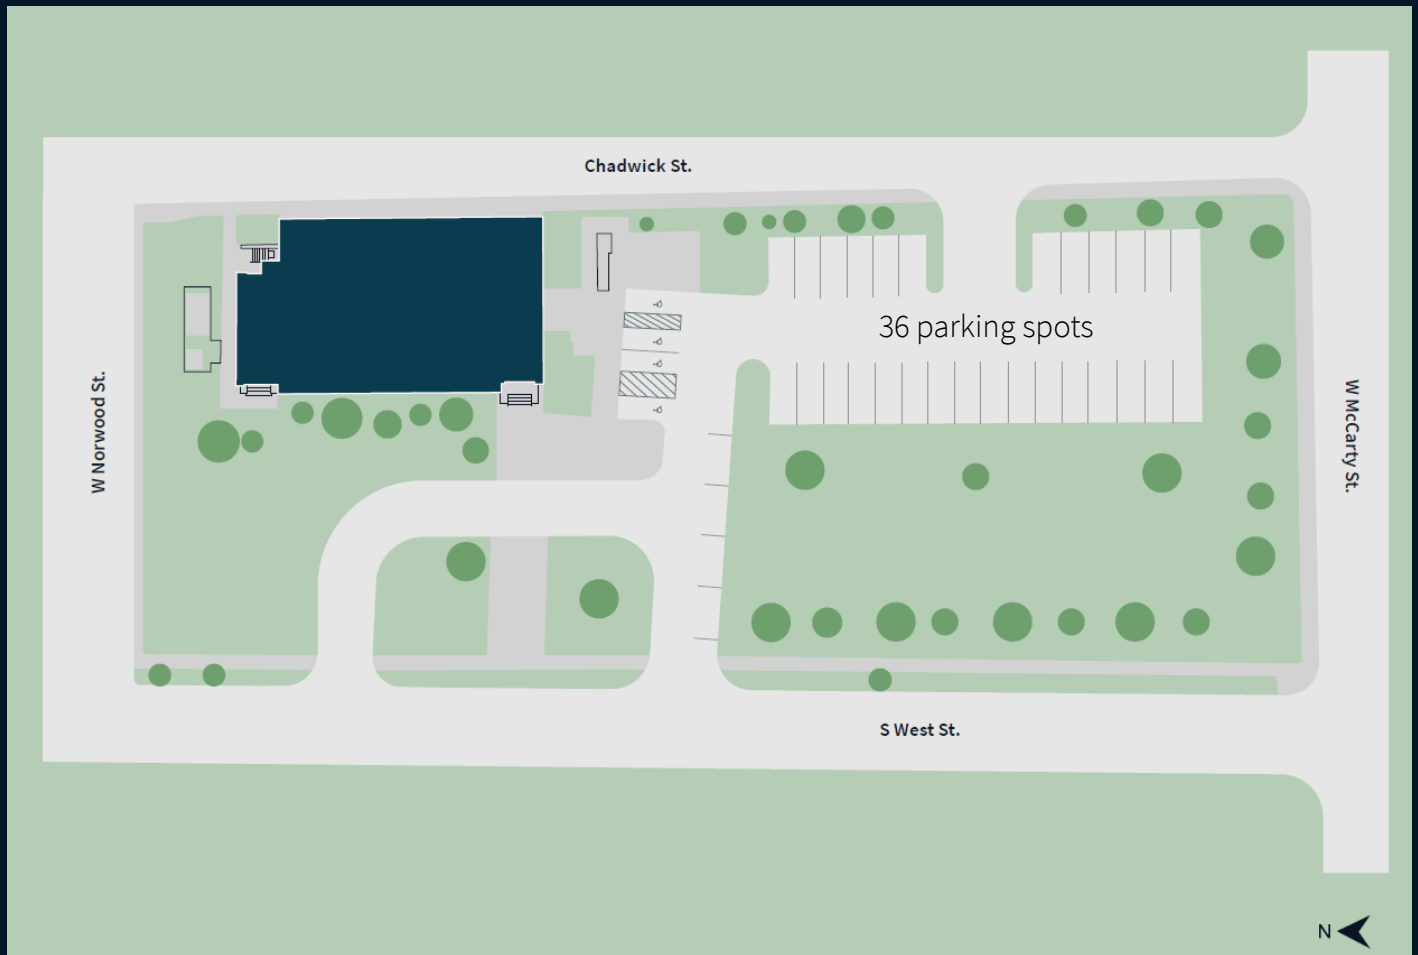 Chadwick St.
36 parking spots
W Norwood St.
W McCarty St.
S West St.
N